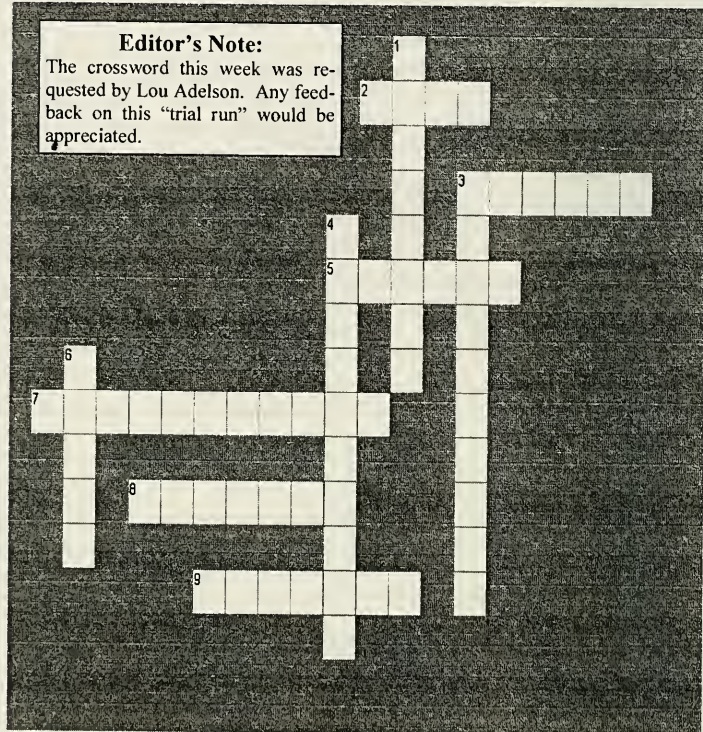 Editor's Note:
The crossword this week was re-
quested by Lou Adelson. Any feed-
back on this "trial run" would be
appreciated.
1
2
3
4
5
6
7
8
9